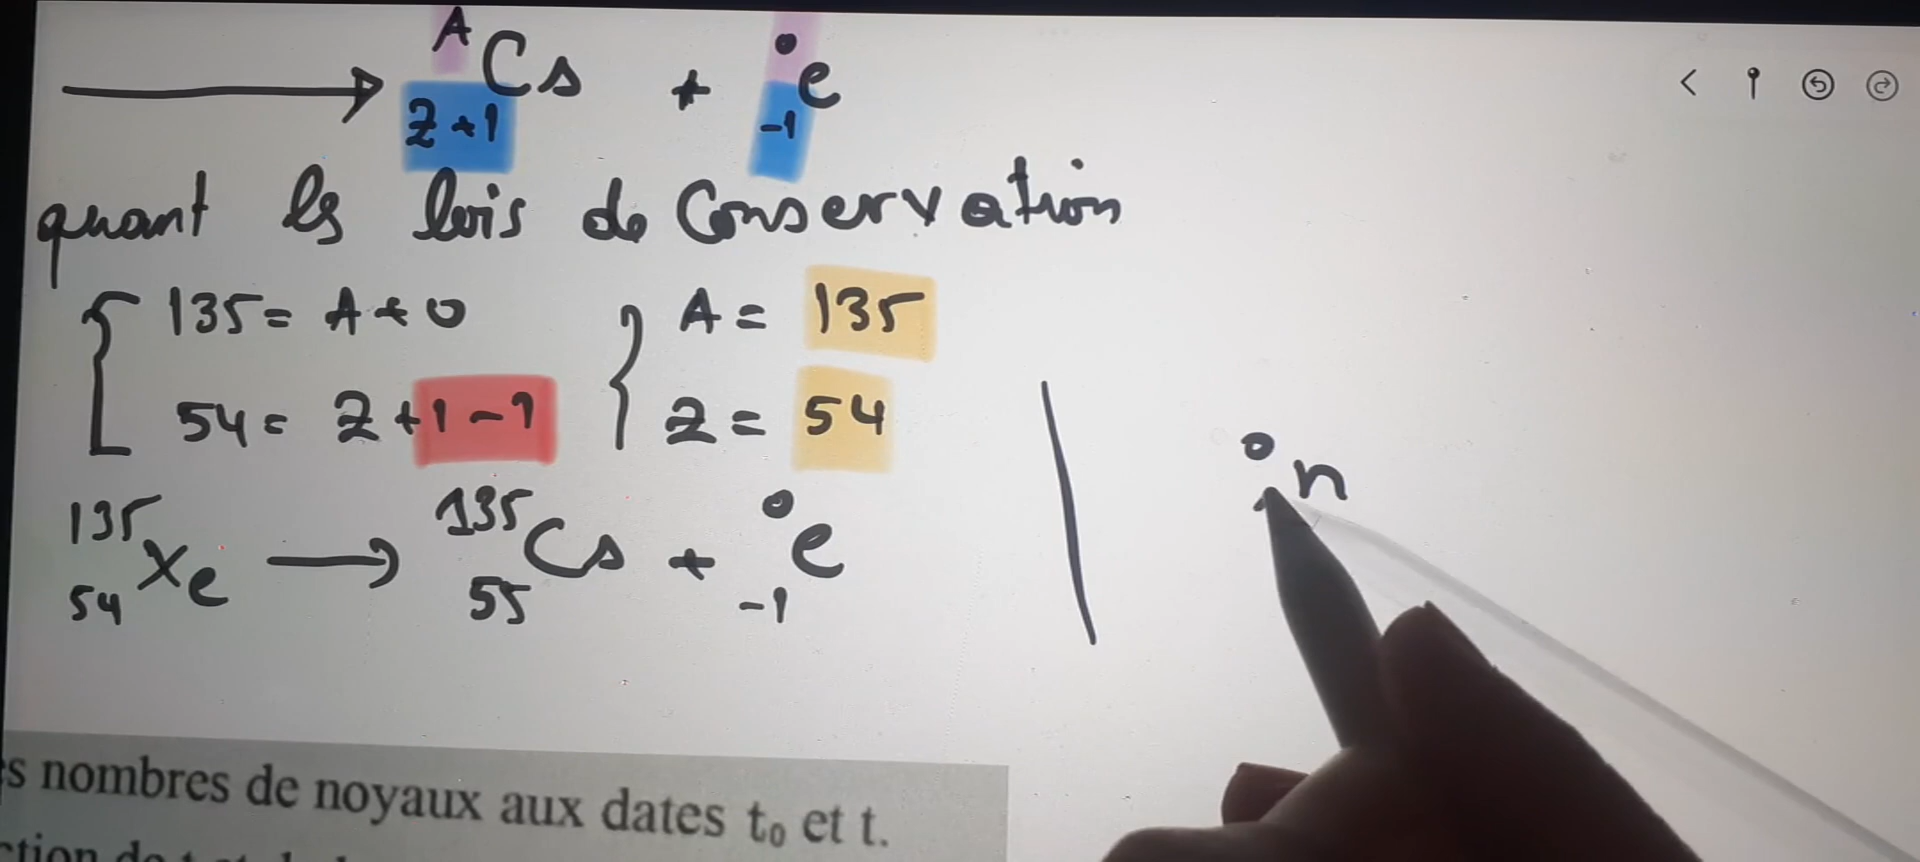 A
Z+1 Cs + 0
-1 e
quant les lois de conservation
135 = A + 0 A = 135
54 = Z + 1 - 1 Z = 54
135
54 Xe → 135
55 Cs + 0
-1 e
0 n
s nombres de noyaux aux dates t₀ et t.